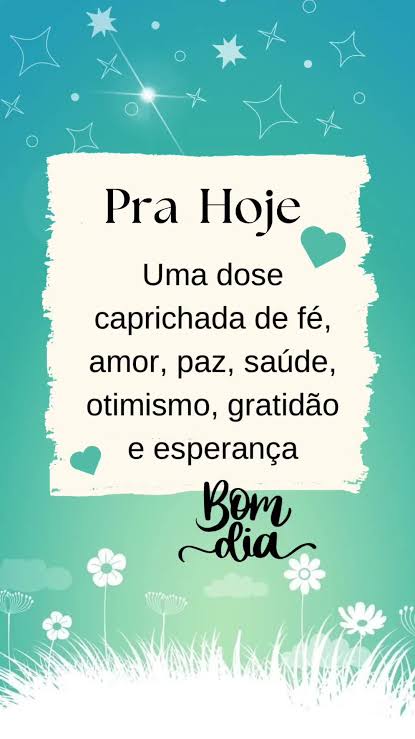 Pra Hoje
Uma dose
caprichada de fé,
amor, paz, saúde,
otimismo, gratidão
e esperança
Bom
dia